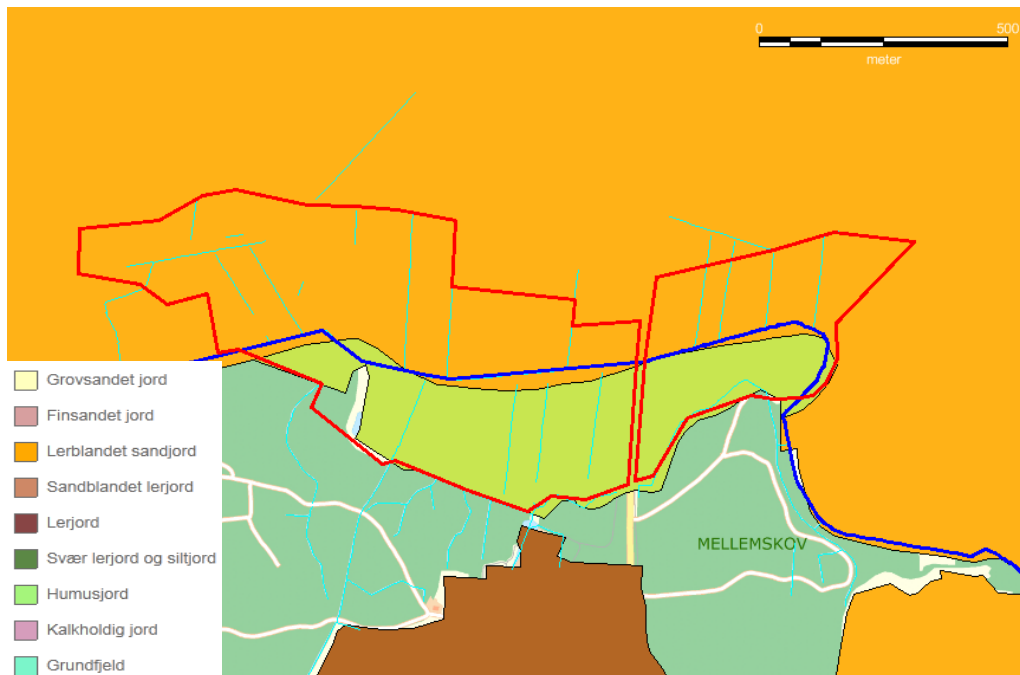 0 500
meter
Grovsandet jord
Finsandet jord
Lerblandet sandjord
Sandblandet lerjord
Lerjord
Svær lerjord og siltjord
Humusjord
Kalkholdig jord
Grundfjeld
MELLEMSKOV